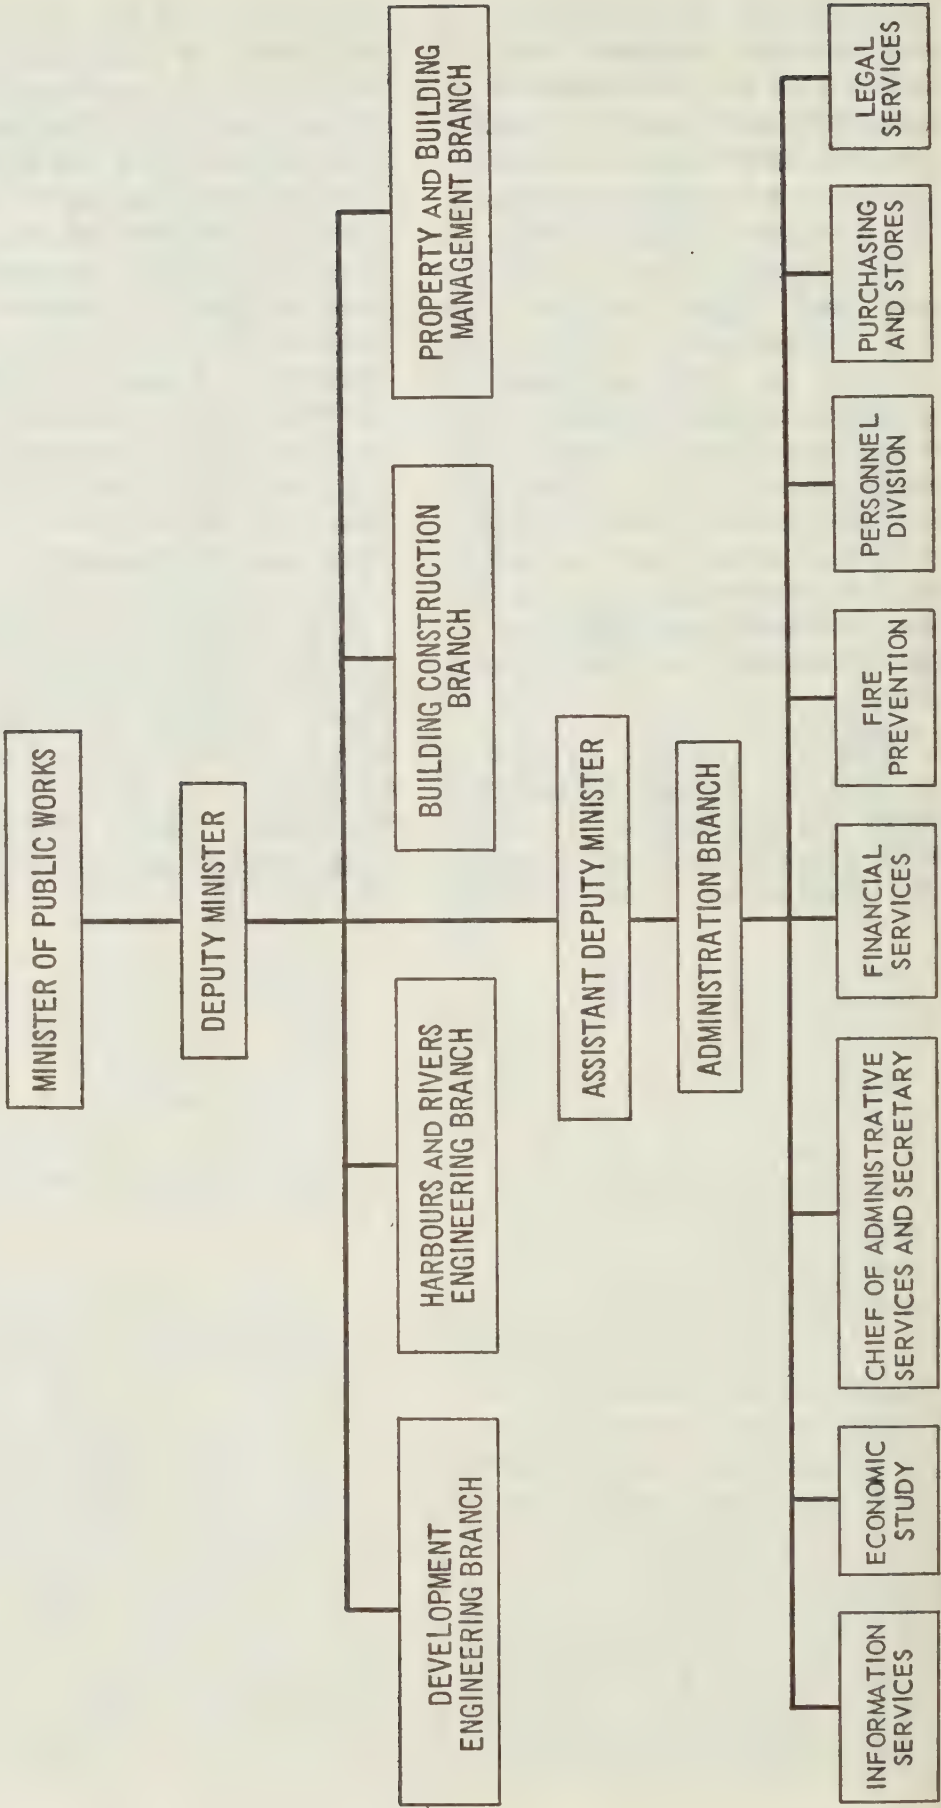 MINISTER OF PUBLIC WORKS
DEPUTY MINISTER
DEVELOPMENT
ENGINEERING BRANCH
HARBOURS AND RIVERS
ENGINEERING BRANCH
BUILDING CONSTRUCTION
BRANCH
PROPERTY AND BUILDING
MANAGEMENT BRANCH
ASSISTANT DEPUTY MINISTER
ADMINISTRATION BRANCH
INFORMATION
SERVICES
ECONOMIC
STUDY
CHIEF OF ADMINISTRATIVE
SERVICES AND SECRETARY
FINANCIAL
SERVICES
FIRE
PREVENTION
PERSONNEL
DIVISION
PURCHASING
AND STORES
LEGAL
SERVICES